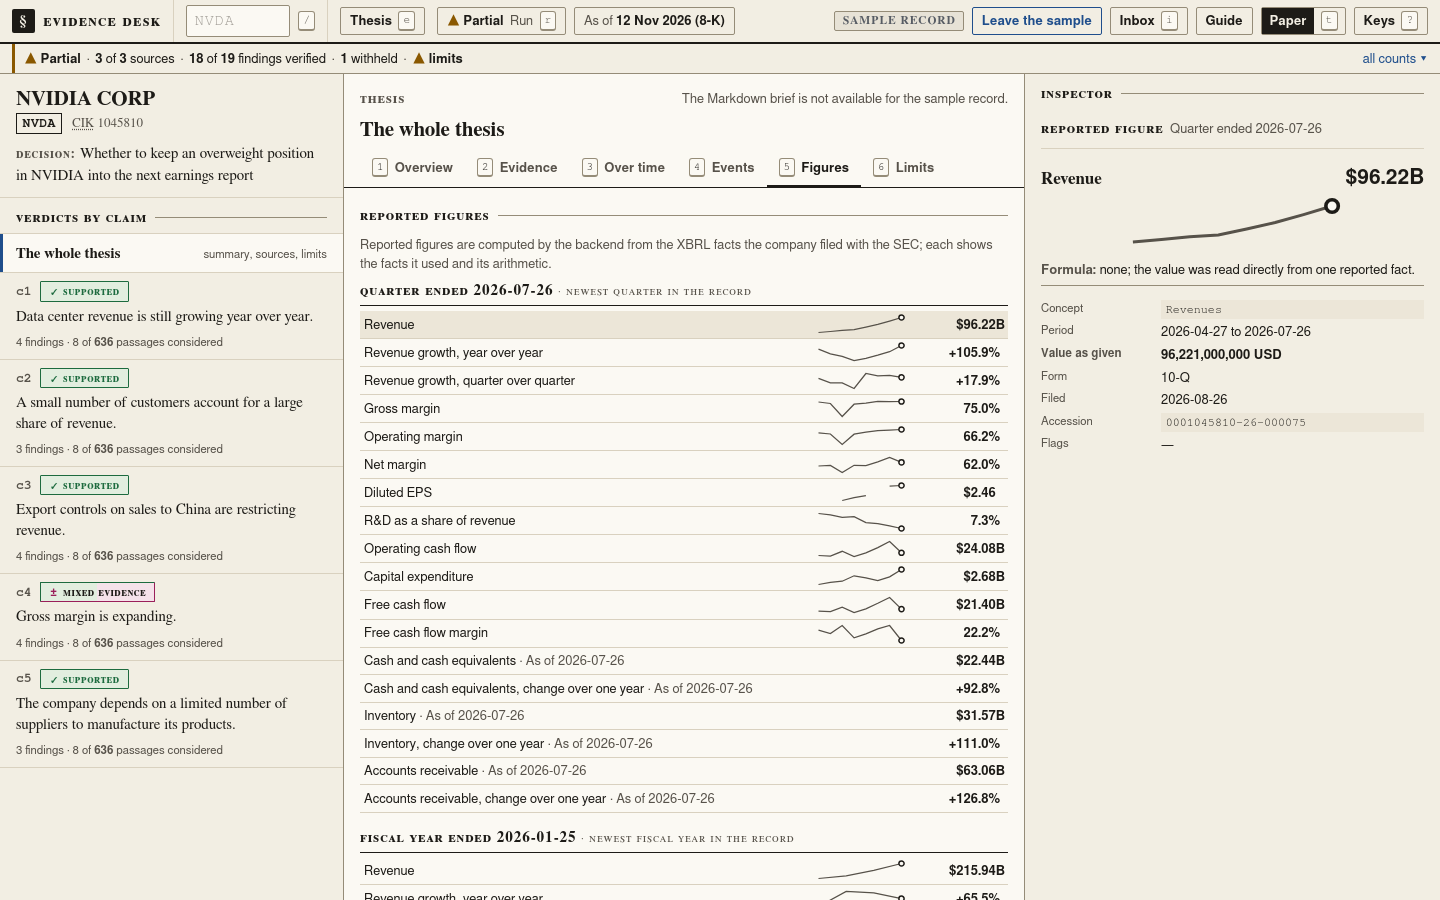 § EVIDENCE DESK
NVDA /
Thesis e
▲ Partial Run r
As of 12 Nov 2026 (8-K)
SAMPLE RECORD
Leave the sample
Inbox i
Guide
Paper t
Keys ?
▲ Partial · 3 of 3 sources · 18 of 19 findings verified · 1 withheld · ▲ limits
all counts ▾
NVIDIA CORP
NVDA CIK 1045810
DECISION: Whether to keep an overweight position
in NVIDIA into the next earnings report
VERDICTS BY CLAIM
The whole thesis summary, sources, limits
c1 ✓ SUPPORTED
Data center revenue is still growing year over year.
4 findings · 8 of 636 passages considered
c2 ✓ SUPPORTED
A small number of customers account for a large
share of revenue.
3 findings · 8 of 636 passages considered
c3 ✓ SUPPORTED
Export controls on sales to China are restricting
revenue.
4 findings · 8 of 636 passages considered
c4 ± MIXED EVIDENCE
Gross margin is expanding.
4 findings · 8 of 636 passages considered
c5 ✓ SUPPORTED
The company depends on a limited number of
suppliers to manufacture its products.
3 findings · 8 of 636 passages considered
THESIS The Markdown brief is not available for the sample record.
The whole thesis
1 Overview 2 Evidence 3 Over time 4 Events 5 Figures 6 Limits
REPORTED FIGURES
Reported figures are computed by the backend from the XBRL facts the company filed with the SEC; each shows
the facts it used and its arithmetic.
QUARTER ENDED 2026-07-26 · NEWEST QUARTER IN THE RECORD
Revenue $96.22B
Revenue growth, year over year +105.9%
Revenue growth, quarter over quarter +17.9%
Gross margin 75.0%
Operating margin 66.2%
Net margin 62.0%
Diluted EPS $2.46
R&D as a share of revenue 7.3%
Operating cash flow $24.08B
Capital expenditure $2.68B
Free cash flow $21.40B
Free cash flow margin 22.2%
Cash and cash equivalents · As of 2026-07-26 $22.44B
Cash and cash equivalents, change over one year · As of 2026-07-26 +92.8%
Inventory · As of 2026-07-26 $31.57B
Inventory, change over one year · As of 2026-07-26 +111.0%
Accounts receivable · As of 2026-07-26 $63.06B
Accounts receivable, change over one year · As of 2026-07-26 +126.8%
FISCAL YEAR ENDED 2026-01-25 · NEWEST FISCAL YEAR IN THE RECORD
Revenue $215.94B
Revenue growth, year over year +65.5%
INSPECTOR
REPORTED FIGURE Quarter ended 2026-07-26
Revenue $96.22B
Formula: none; the value was read directly from one reported fact.
Concept Revenues
Period 2026-04-27 to 2026-07-26
Value as given 96,221,000,000 USD
Form 10-Q
Filed 2026-08-26
Accession 0001045810-26-000075
Flags —